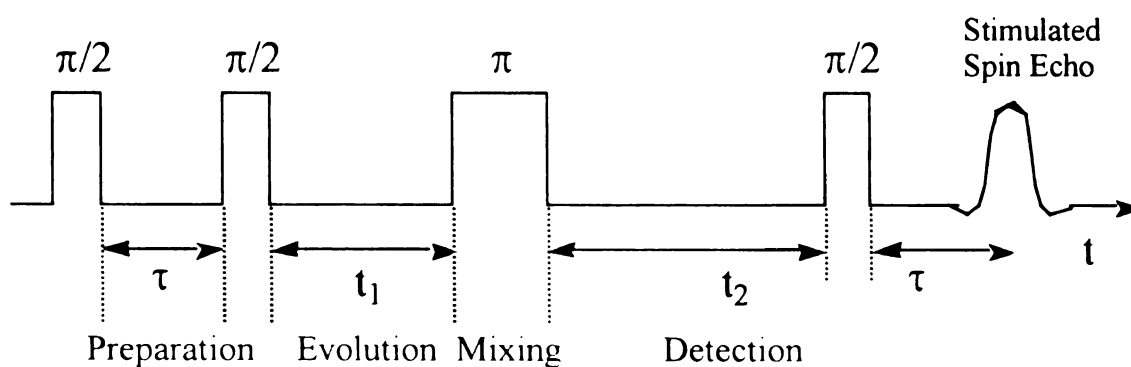 Stimulated
Spin Echo
π/2 π/2 π π/2
τ t₁ t₂ τ t
Preparation Evolution Mixing Detection